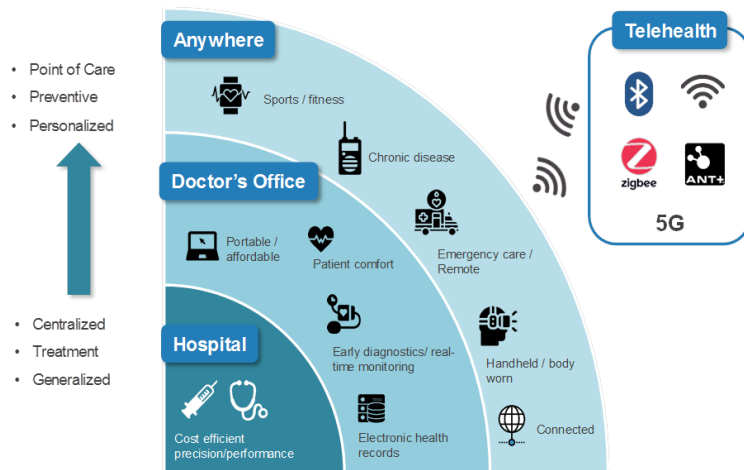 Anywhere
Telehealth
Point of Care
Preventive
Personalized
Sports / fitness
Chronic disease
zigbee
ANT+
5G
Doctor's Office
Portable /
affordable
Patient comfort
Emergency care /
Remote
Centralized
Treatment
Generalized
Hospital
Early diagnostics/ real-
time monitoring
Handheld / body
worn
Cost efficient
precision/performance
Electronic health
records
Connected